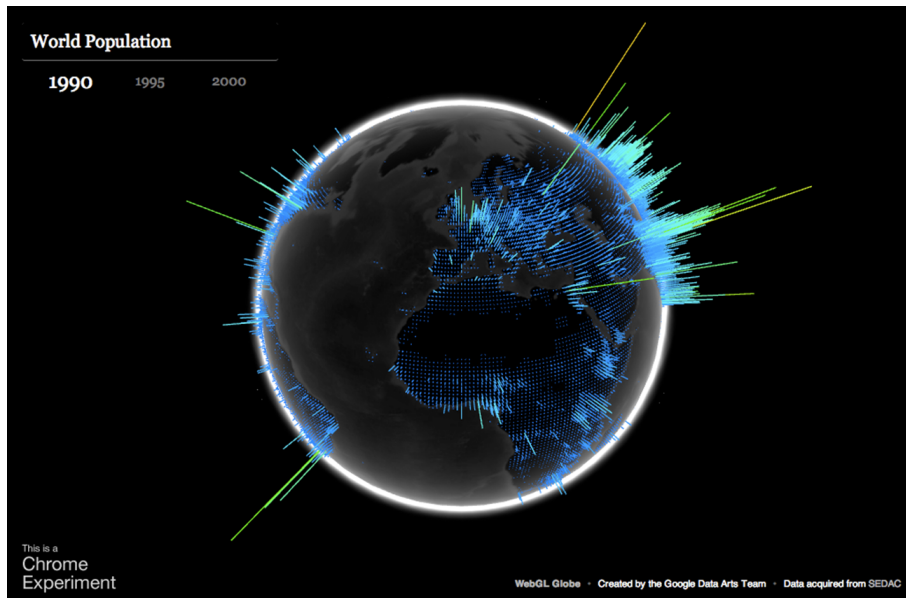 World Population
1990 1995 2000
This is a
Chrome
Experiment
WebGL Globe • Created by the Google Data Arts Team • Data acquired from SEDAC